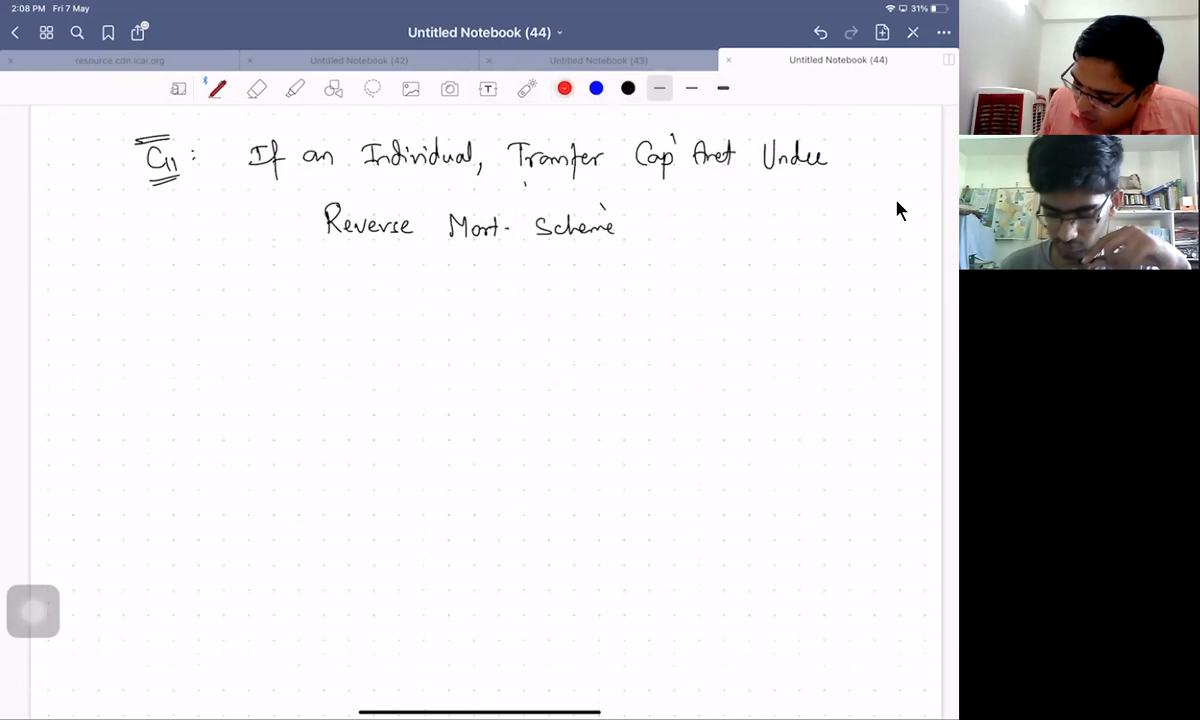 2:08 PM Fri 7 May
31%
Untitled Notebook (44)
resource.cdn.icai.org
Untitled Notebook (42)
Untitled Notebook (43)
Untitled Notebook (44)
C11 : If an Individual, Transfer Cap Asset Under
Reverse Mort. Scheme